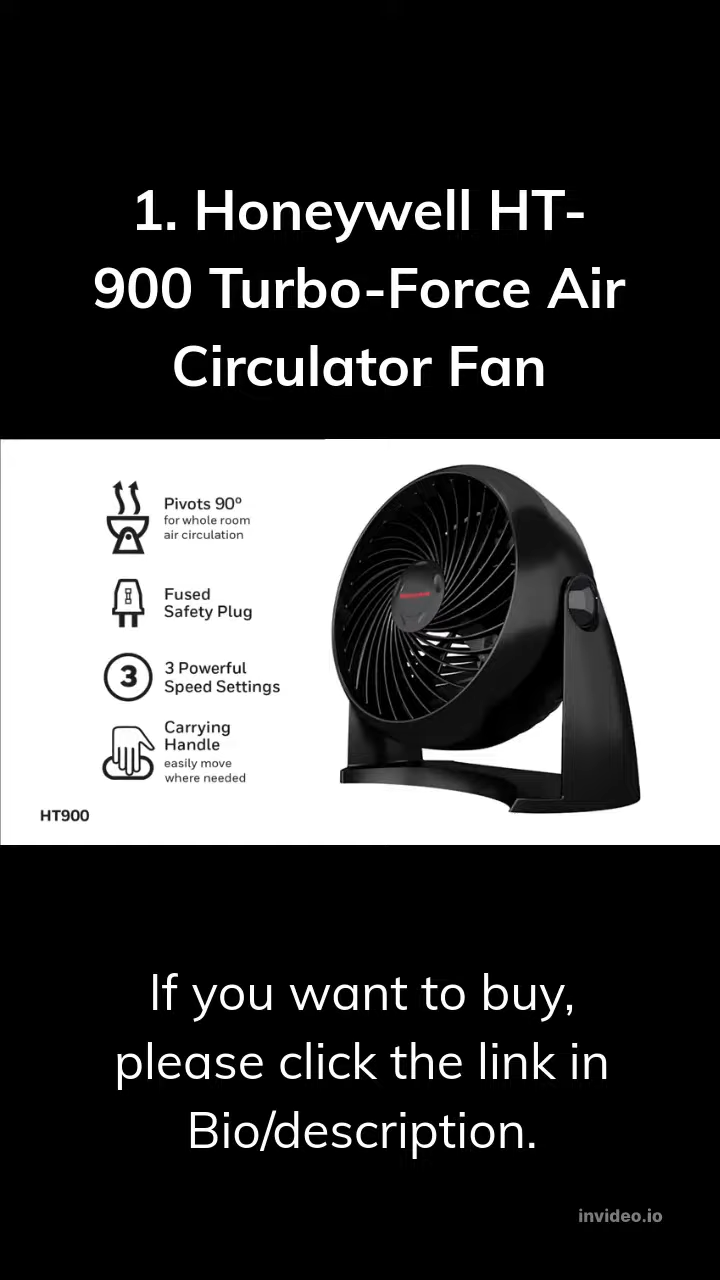 1. Honeywell HT-
900 Turbo-Force Air
Circulator Fan
Pivots 90°
for whole room
air circulation
Fused
Safety Plug
3
3 Powerful
Speed Settings
Carrying
Handle
easily move
where needed
HT900
Honeywell
If you want to buy,
please click the link in
Bio/description.
invideo.io